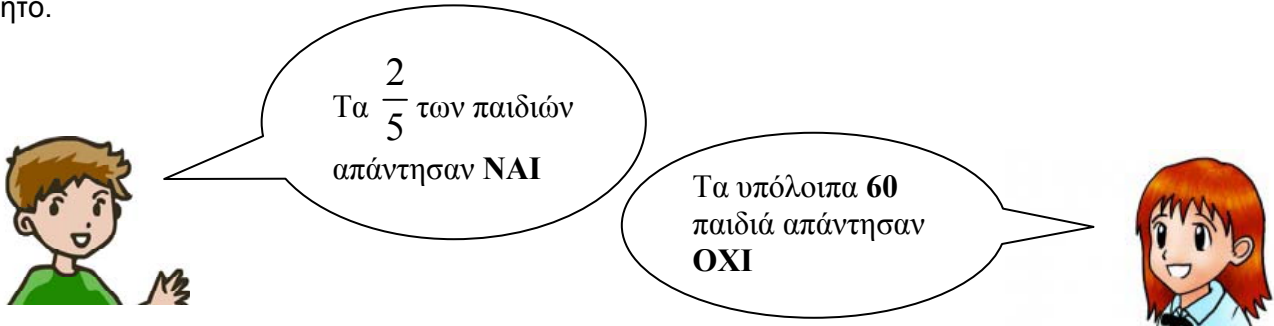 ητο.
Τα 2/5 των παιδιών
απάντησαν ΝΑΙ
Τα υπόλοιπα 60
παιδιά απάντησαν
ΟΧΙ